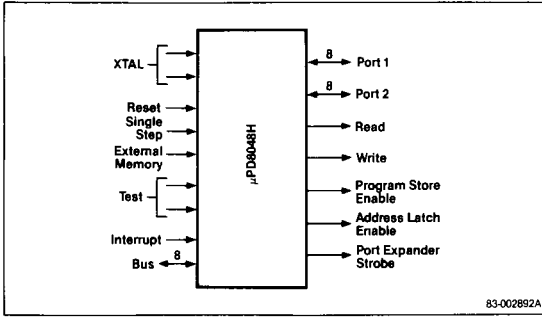 XTAL
Reset
Single
Step
External
Memory
Test
Interrupt
Bus
8
µPD8048H
8
Port 1
8
Port 2
Read
Write
Program Store
Enable
Address Latch
Enable
Port Expander
Strobe
83-002892A